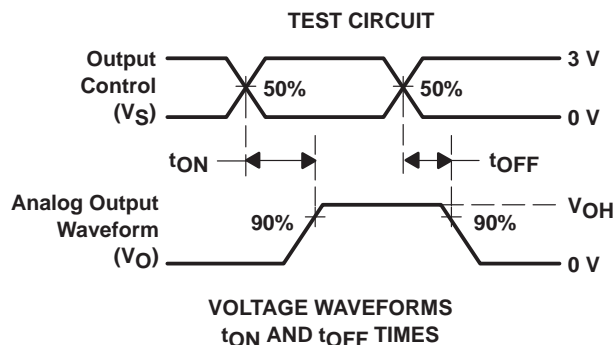 TEST CIRCUIT
Output
Control
(VS)
3 V
50%
50%
0 V
tON
tOFF
Analog Output
Waveform
(VO)
VOH
90%
90%
0 V
VOLTAGE WAVEFORMS
tON AND tOFF TIMES